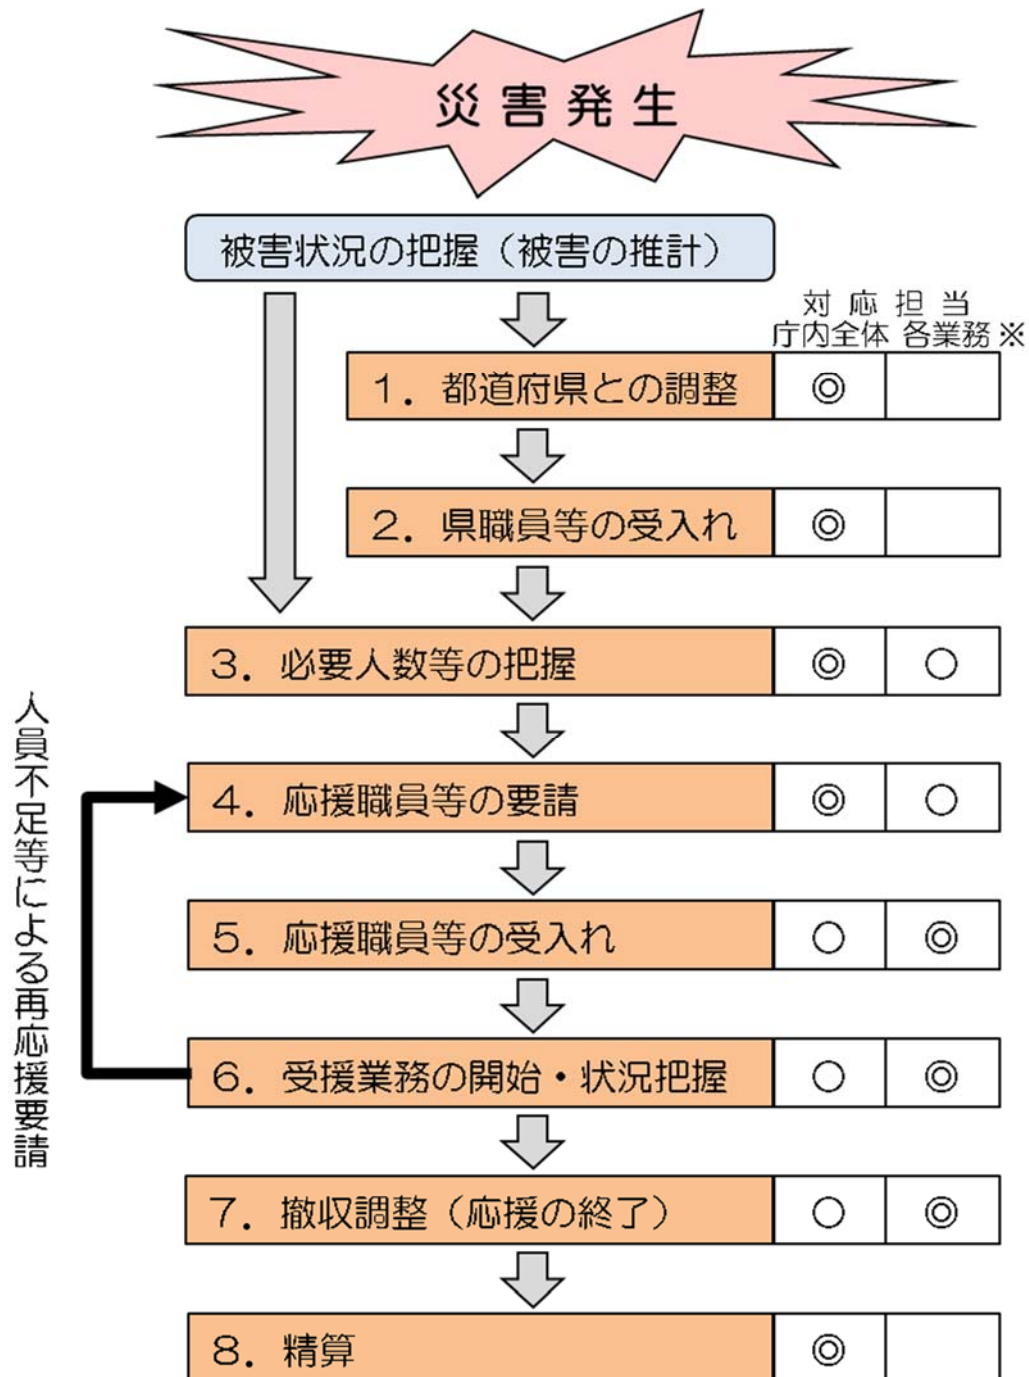 災害発生
被害状況の把握（被害の推計）
対応担当
庁内全体 各業務※
１．都道府県との調整 ◎
２．県職員等の受入れ ◎
３．必要人数等の把握 ◎ ○
４．応援職員等の要請 ◎ ○
５．応援職員等の受入れ ○ ◎
６．受援業務の開始・状況把握 ○ ◎
７．撤収調整（応援の終了） ○ ◎
８．精算 ◎
人員不足等による再応援要請